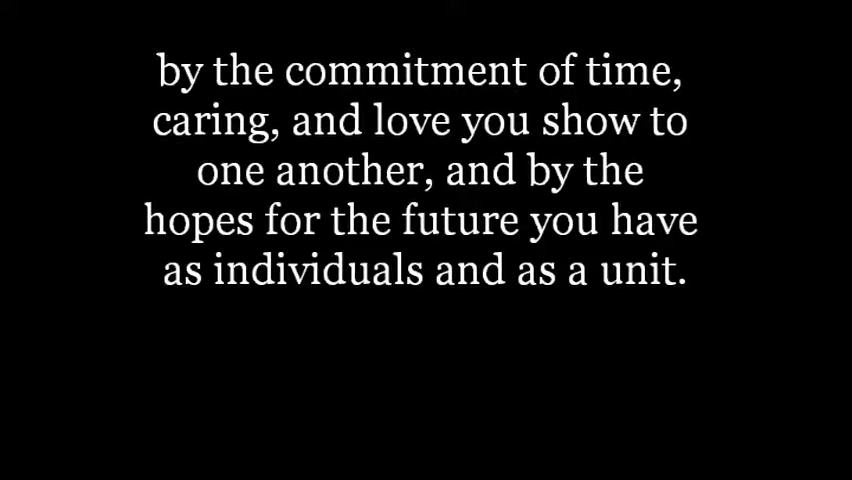 by the commitment of time,
caring, and love you show to
one another, and by the
hopes for the future you have
as individuals and as a unit.